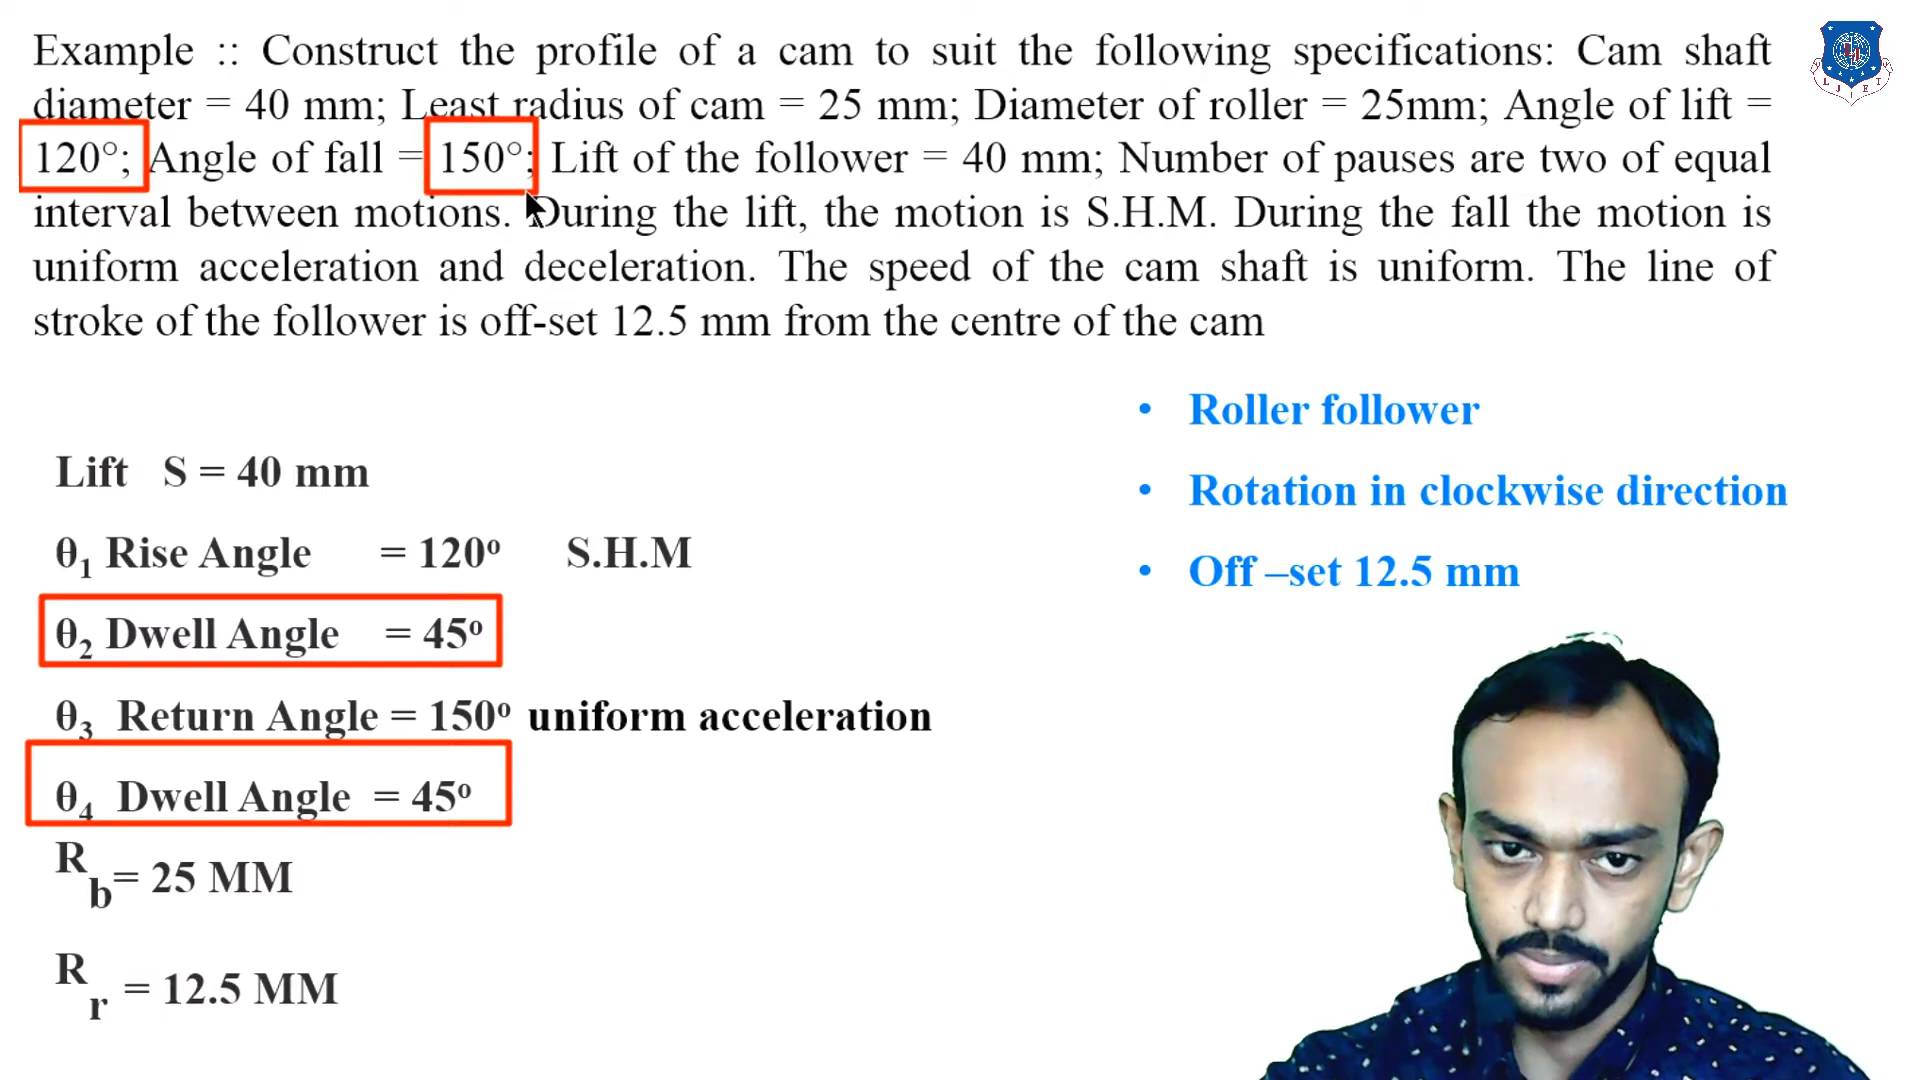 Example :: Construct the profile of a cam to suit the following specifications: Cam shaft
diameter = 40 mm; Least radius of cam = 25 mm; Diameter of roller = 25mm; Angle of lift =
120°; Angle of fall = 150°; Lift of the follower = 40 mm; Number of pauses are two of equal
interval between motions. During the lift, the motion is S.H.M. During the fall the motion is
uniform acceleration and deceleration. The speed of the cam shaft is uniform. The line of
stroke of the follower is off-set 12.5 mm from the centre of the cam
• Roller follower
• Rotation in clockwise direction
• Off –set 12.5 mm
Lift S = 40 mm
θ1 Rise Angle = 120o S.H.M
θ2 Dwell Angle = 45o
θ3 Return Angle = 150o uniform acceleration
θ4 Dwell Angle = 45o
Rb = 25 MM
Rr = 12.5 MM
L J I E T